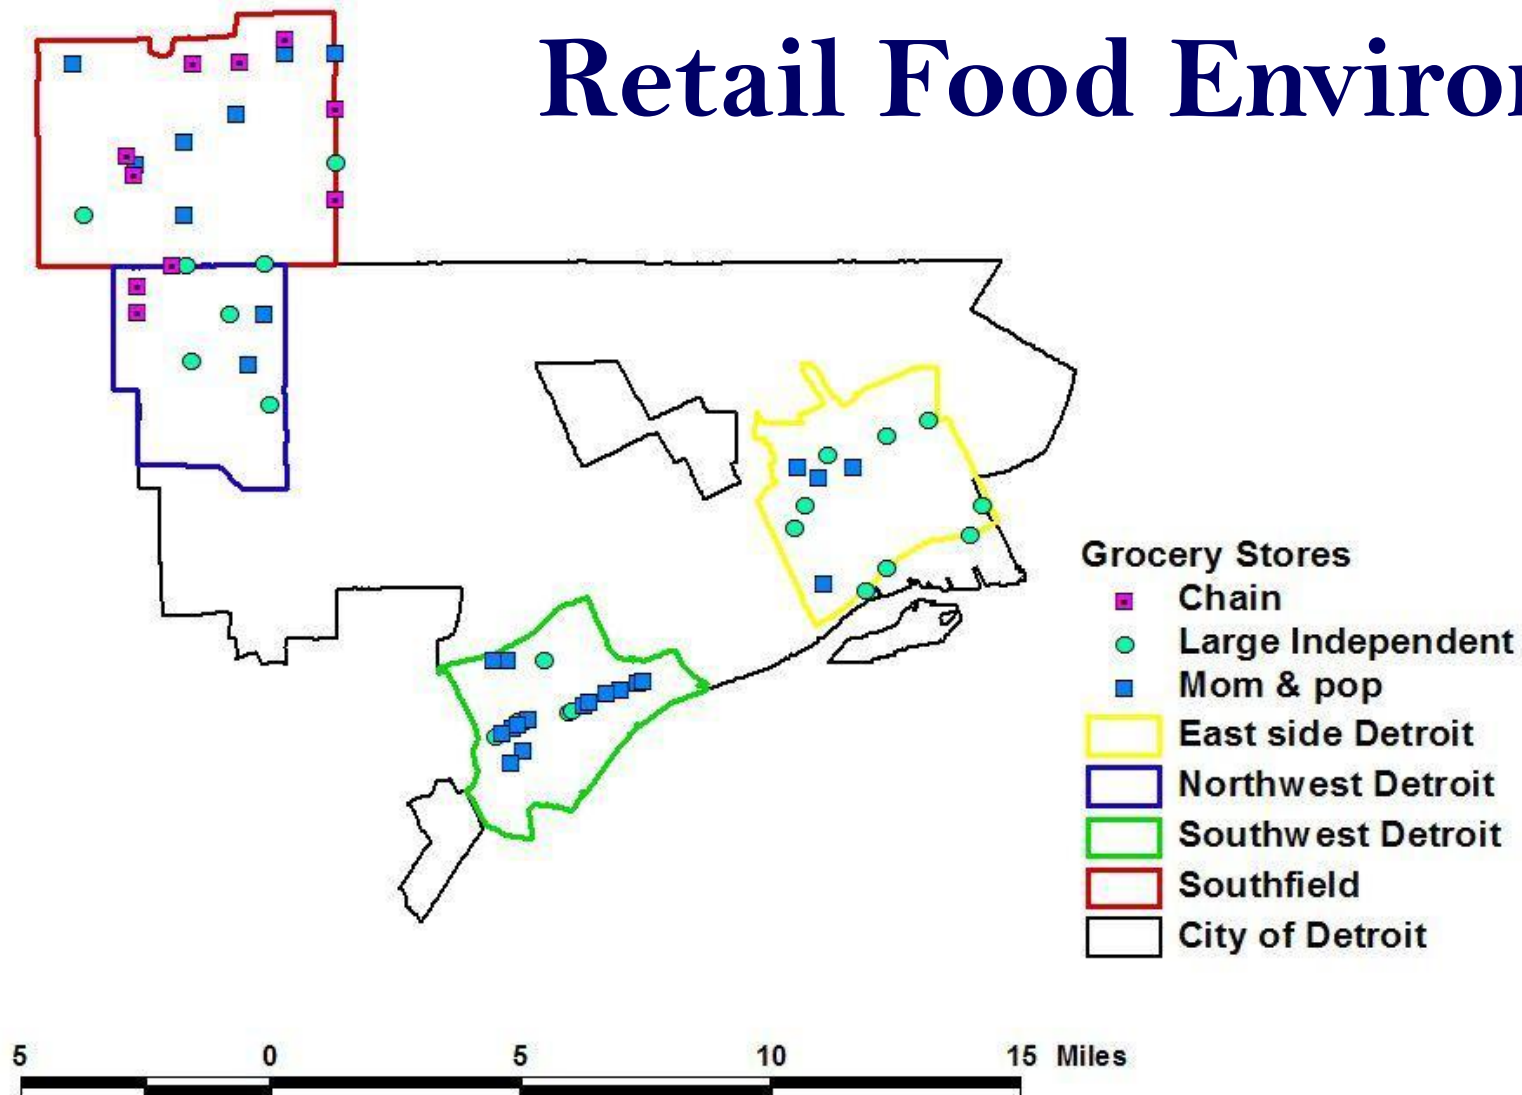 Retail Food Environ
Grocery Stores
Chain
Large Independent
Mom & pop
East side Detroit
Northwest Detroit
Southwest Detroit
Southfield
City of Detroit
5 0 5 10 15 Miles